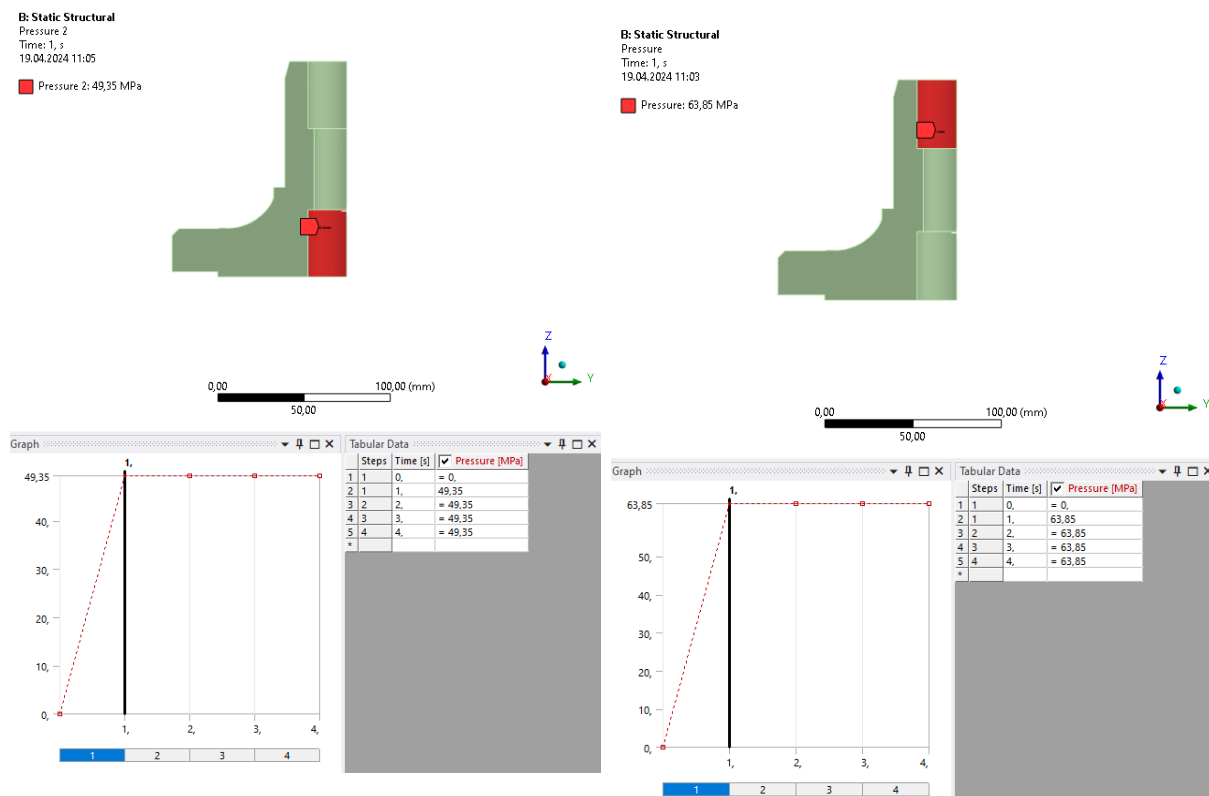 B: Static Structural
Pressure 2
Time: 1, s
19.04.2024 11:05
Pressure 2: 49,35 MPa
Z
Y
X
0,00
100,00 (mm)
50,00
Graph
1,
49,35
40,
30,
20,
10,
0,
1,
2,
3,
4,
1
2
3
4
Tabular Data
Steps Time [s] Pressure [MPa]
1 1 0, = 0,
2 1 1, 49,35
3 2 2, = 49,35
4 3 3, = 49,35
5 4 4, = 49,35
*
B: Static Structural
Pressure
Time: 1, s
19.04.2024 11:03
Pressure: 63,85 MPa
Z
Y
X
0,00
100,00 (mm)
50,00
Graph
1,
63,85
50,
40,
30,
20,
10,
0,
1,
2,
3,
4,
1
2
3
4
Tabular Data
Steps Time [s] Pressure [MPa]
1 1 0, = 0,
2 1 1, 63,85
3 2 2, = 63,85
4 3 3, = 63,85
5 4 4, = 63,85
*